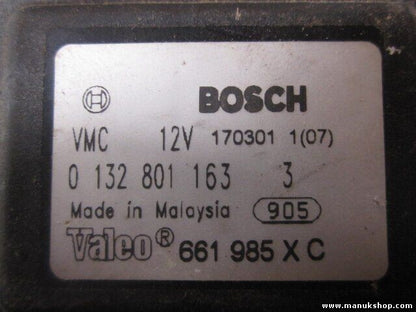 BOSCH
VMC 12V 170301 1(07)
0 132 801 163 3
Made in Malaysia 905
Valeo® 661 985 X C
www.manukshop.com